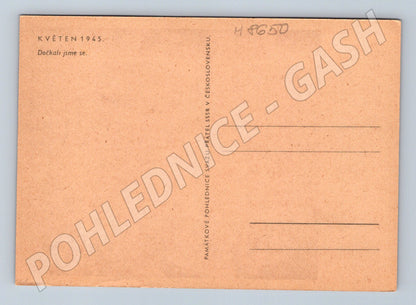 KVĚTEN 1945.
Dočkali jsme se.
H 8650
PAMÁTKOVÉ POHLEDNICE SVAZU PŘÁTEL SSSR V ČESKOSLOVENSKU.
POHLEDNICE - GASH